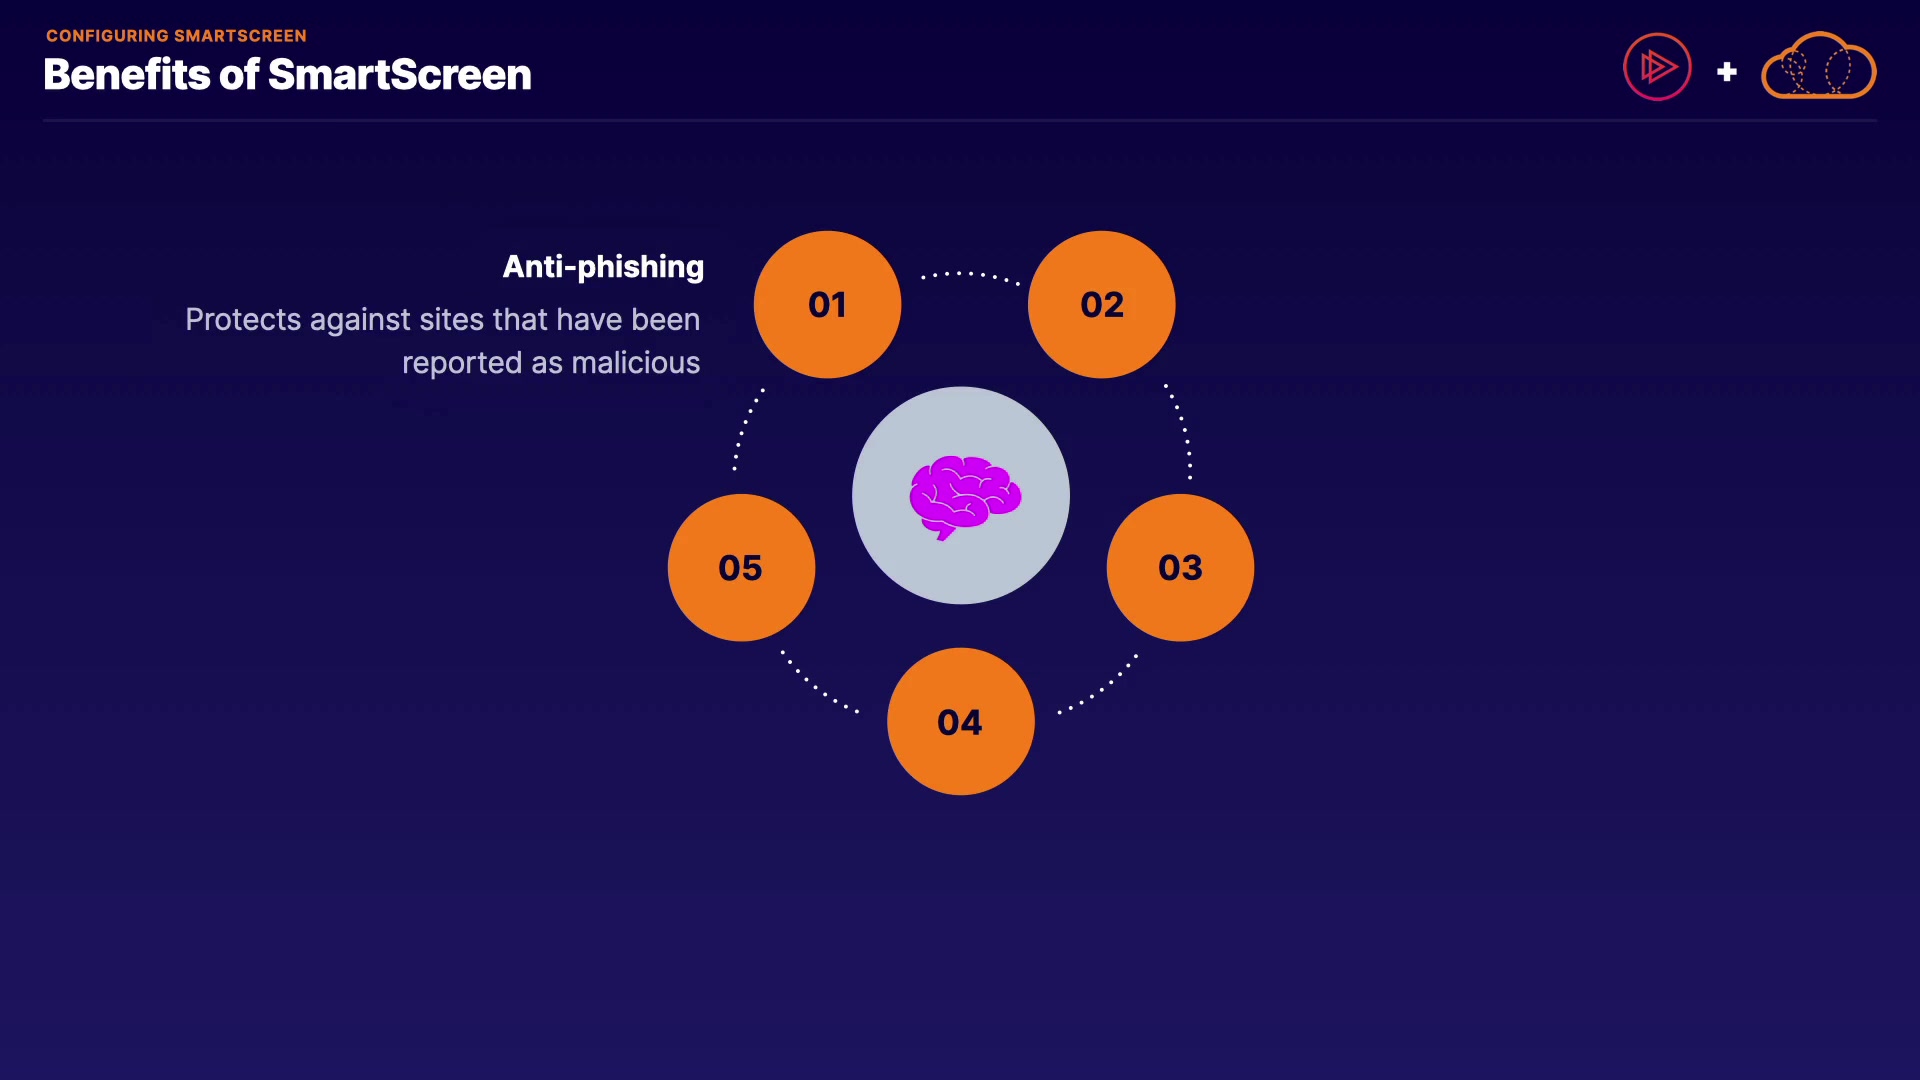 CONFIGURING SMARTSCREEN
Benefits of SmartScreen
Anti-phishing
Protects against sites that have been
reported as malicious
01
02
03
04
05